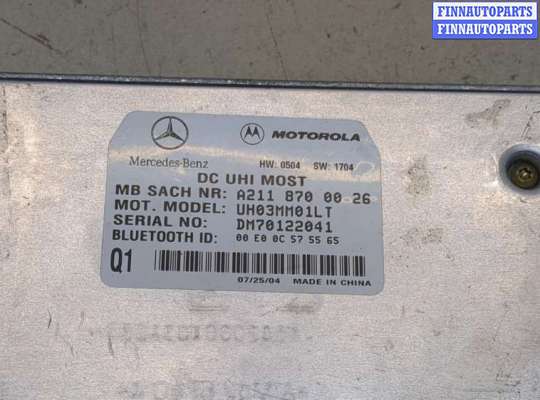 FINNAUTOPARTS
FINNAUTOPARTS
FINNAUTOPARTS
Mercedes-Benz
MOTOROLA
HW: 0504 SW: 1704
DC UHI MOST
MB SACH NR: A211 870 00 26
MOT. MODEL: UH03MM01LT
SERIAL NO: DM70122041
BLUETOOTH ID: 00 E0 0C 57 55 65
Q1
07/25/04 MADE IN CHINA